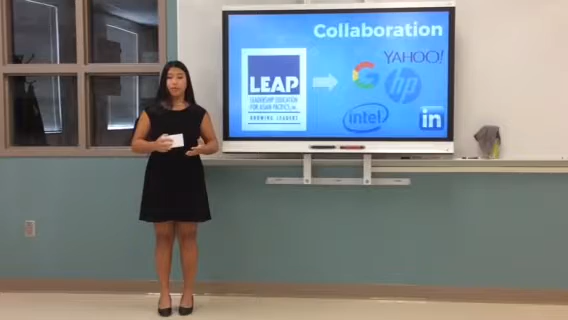 Collaboration
LEAP
LEADERSHIP EDUCATION
FOR ASIAN PACIFICS, INC.
GROWING LEADERS
YAHOO!
G
hp
intel
in